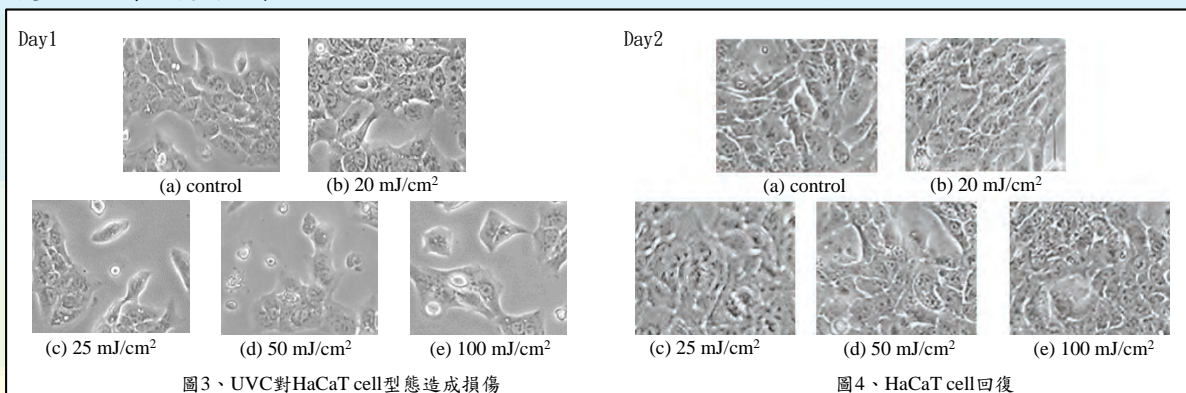 Day1
(a) control
(b) 20 mJ/cm²
(c) 25 mJ/cm²
(d) 50 mJ/cm²
(e) 100 mJ/cm²
圖3、UVC對HaCaT cell型態造成損傷
Day2
(a) control
(b) 20 mJ/cm²
(c) 25 mJ/cm²
(d) 50 mJ/cm²
(e) 100 mJ/cm²
圖4、HaCaT cell回復